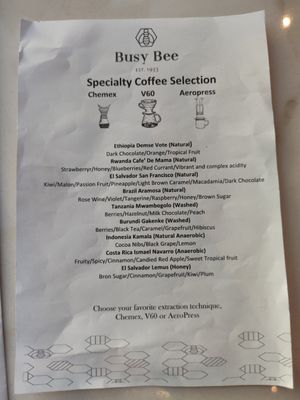 Busy Bee
EST. 1933
Specialty Coffee Selection
Chemex V60 Aeropress
Ethiopia Demse Vote (Natural)
Dark Chocolate/Orange/Tropical Fruit
Rwanda Cafe' De Mama (Natural)
Strawberry/Honey/Blueberries/Red Currant/Vibrant and complex acidity
El Salvador San Francisco (Natural)
Kiwi/Malon/Passion Fruit/Pineapple/Light Brown Caramel/Macadamia/Dark Chocolate
Brazil Aramosa (Natural)
Rose Wine/Violet/Tangerine/Raspberry/Honey/Brown Sugar
Tanzania Mwambogolo (Washed)
Berries/Hazelnut/Milk Chocolate/Peach
Burundi Gakenke (Washed)
Berries/Black Tea/Caramel/Grapefruit/Hibiscus
Indonesia Kamala (Natural Anaerobic)
Cocoa Nibs/Black Grape/Lemon
Costa Rica Ismael Navarro (Anaerobic)
Fruity/Spicy/Cinnamon/Candied Red Apple/Sweet Tropical fruit
El Salvador Lemus (Honey)
Bron Sugar/Cinnamon/Grapefruit/Kiwi/Plum
Choose your favorite extraction technique,
Chemex, V60 or AeroPress